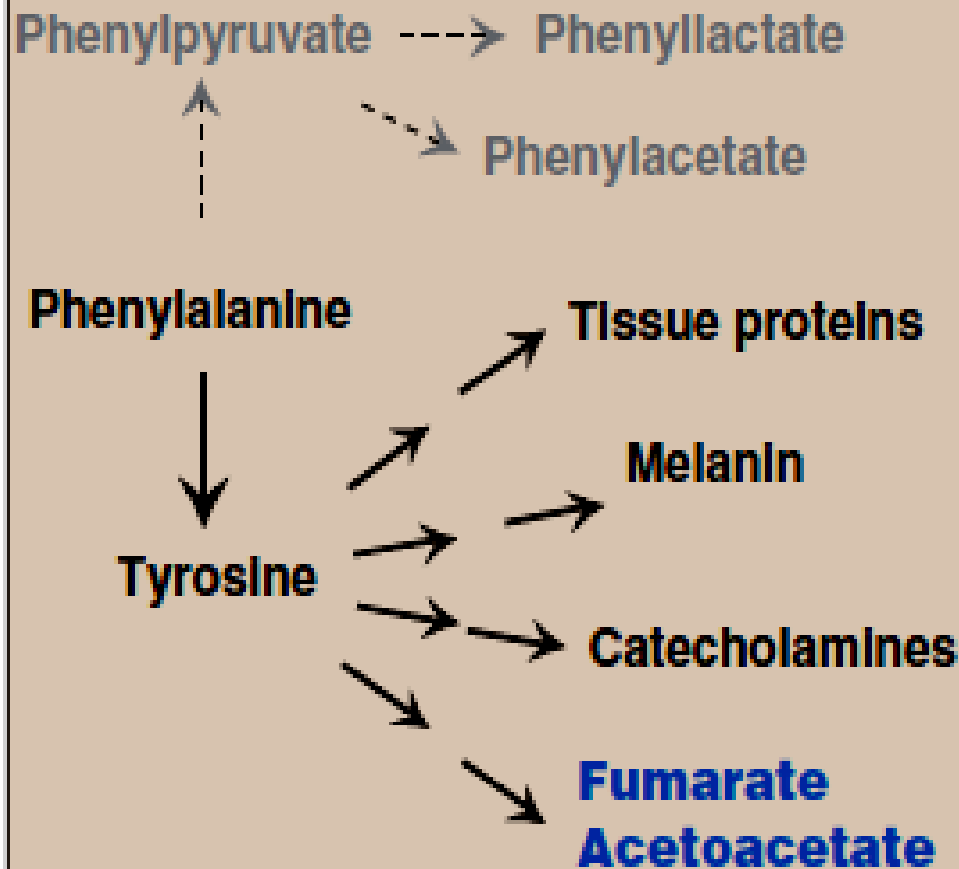 Phenylpyruvate
Phenyllactate
Phenylacetate
Phenylalanine
Tissue proteins
Melanin
Tyrosine
Catecholamines
Fumarate
Acetoacetate